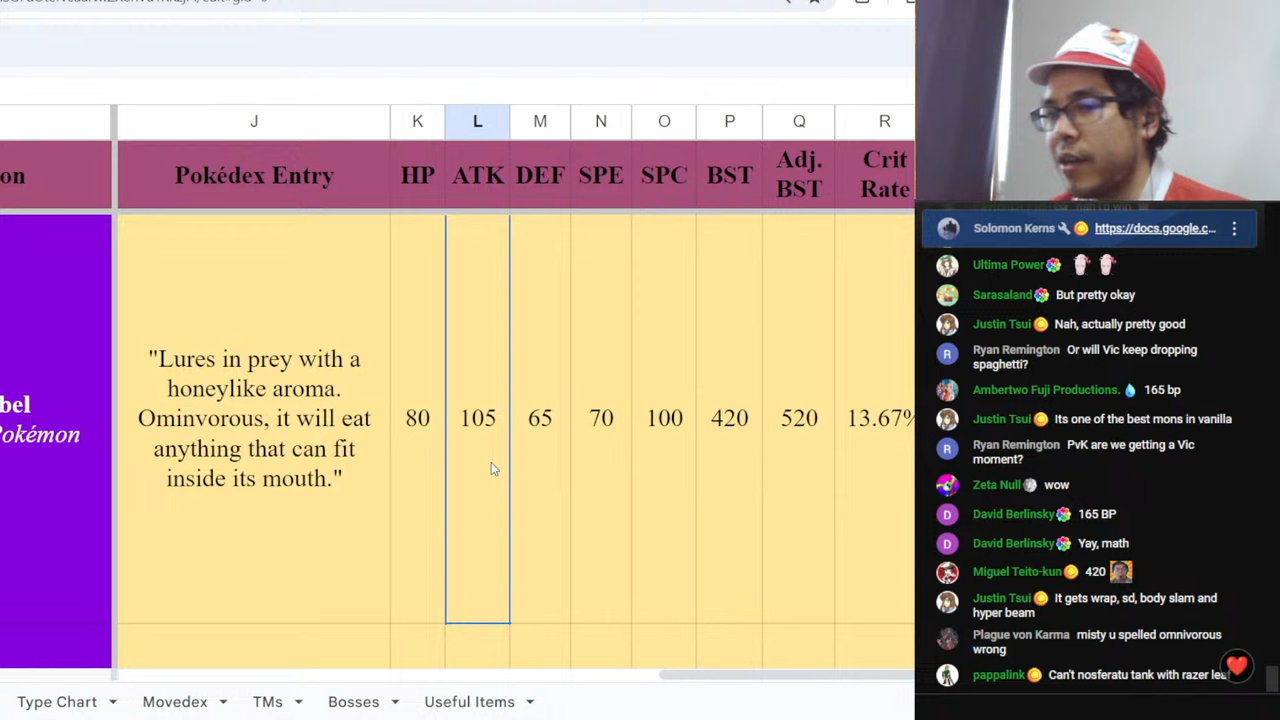 J K L M N O P Q R
on
Pokédex Entry
HP ATK DEF SPE SPC BST
Adj.
BST
Crit
Rate
bel
Pokémon
"Lures in prey with a
honeylike aroma.
Ominvorous, it will eat
anything that can fit
inside its mouth."
80 105 65 70 100 420 520 13.67%
Type Chart Movedex TMs Bosses Useful Items
Solomon Kerns https://docs.google.c...
Ultima Power
Sarasaland But pretty okay
Justin Tsui Nah, actually pretty good
Ryan Remington Or will Vic keep dropping
spaghetti?
Ambertwo Fuji Productions. 165 bp
Justin Tsui Its one of the best mons in vanilla
Ryan Remington PvK are we getting a Vic
moment?
Zeta Null wow
David Berlinsky 165 BP
David Berlinsky Yay, math
Miguel Teito-kun 420
Justin Tsui It gets wrap, sd, body slam and
hyper beam
Plague von Karma misty u spelled omnivorous
wrong
pappalink Can't nosferatu tank with razer leaf